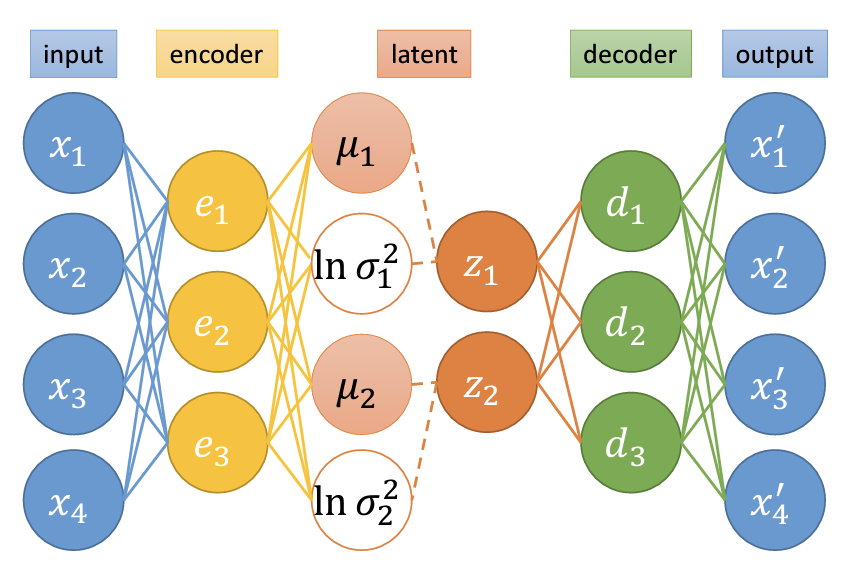 input encoder latent decoder output
x₁ e₁ μ₁ z₁ d₁ x′₁
x₂ e₂ ln σ₁² z₂ d₂ x′₂
x₃ e₃ μ₂ d₃ x′₃
x₄ ln σ₂² x′₄